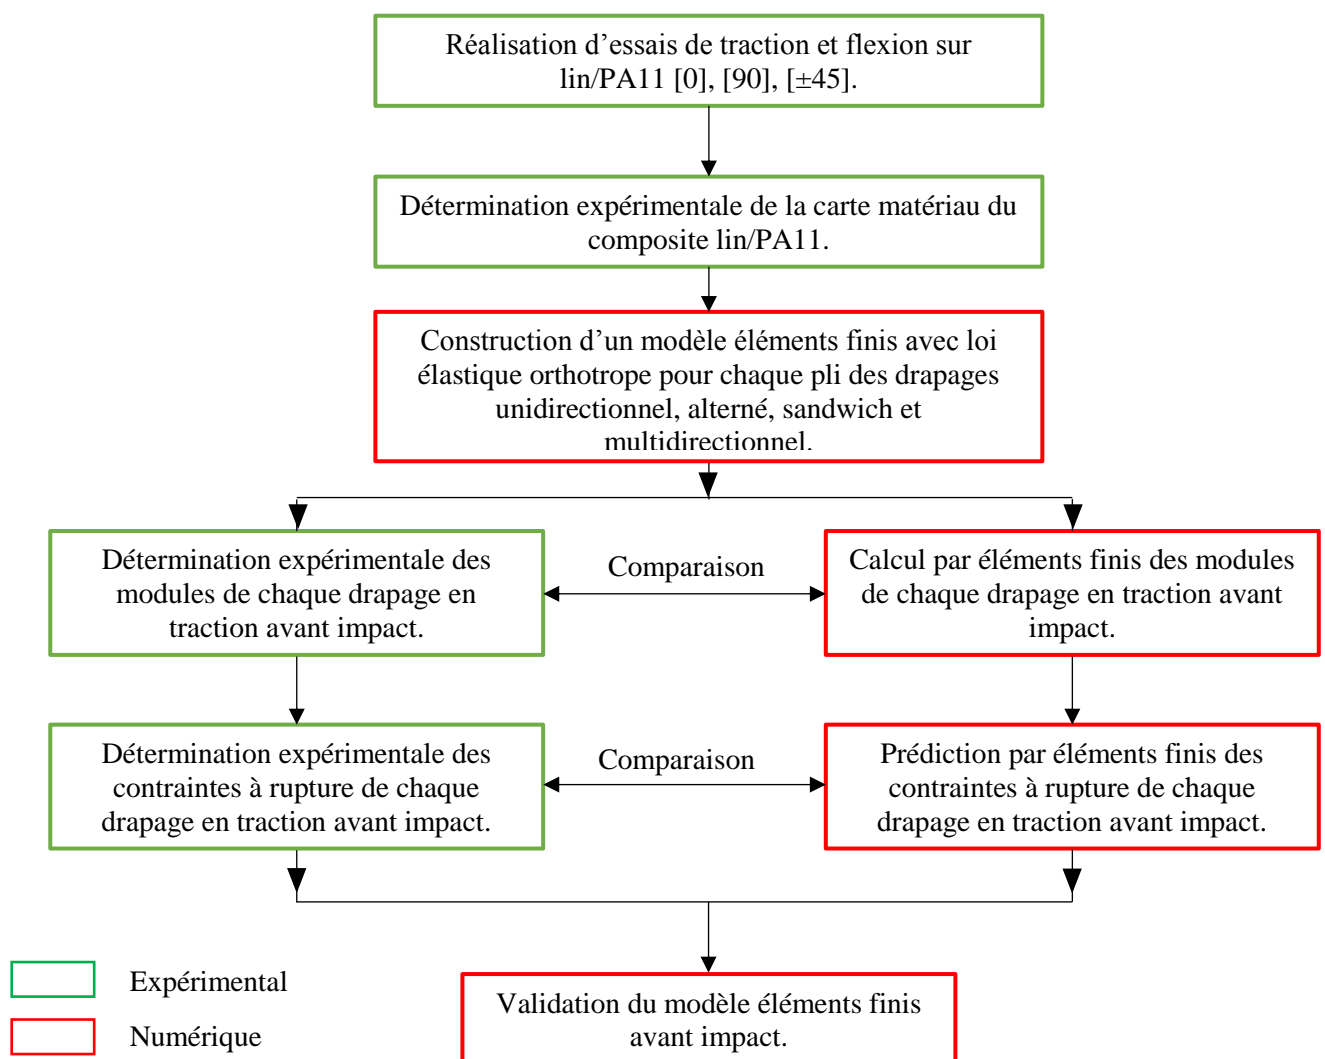 Réalisation d’essais de traction et flexion sur
lin/PA11 [0], [90], [±45].
Détermination expérimentale de la carte matériau du
composite lin/PA11.
Construction d’un modèle éléments finis avec loi
élastique orthotrope pour chaque pli des drapages
unidirectionnel, alterné, sandwich et
multidirectionnel.
Détermination expérimentale des
modules de chaque drapage en
traction avant impact.
Comparaison
Calcul par éléments finis des modules
de chaque drapage en traction avant
impact.
Détermination expérimentale des
contraintes à rupture de chaque
drapage en traction avant impact.
Comparaison
Prédiction par éléments finis des
contraintes à rupture de chaque
drapage en traction avant impact.
Expérimental
Numérique
Validation du modèle éléments finis
avant impact.